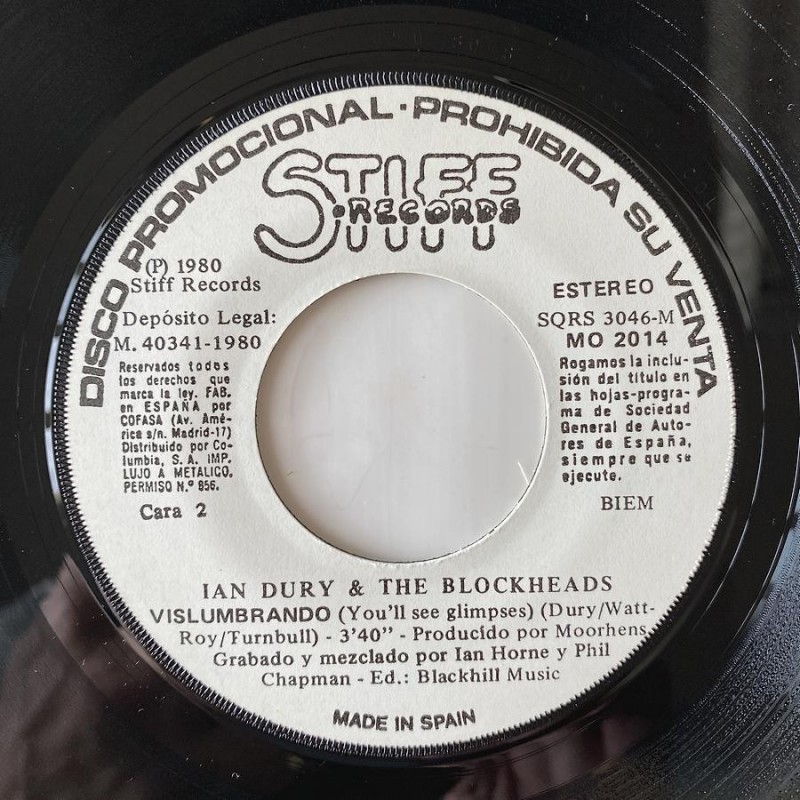 DISCO PROMOCIONAL · PROHIBIDA SU VENTA
STIFF
RECORDS
(P) 1980
Stiff Records
Depósito Legal:
M. 40341-1980
Reservados todos
los derechos que
marca la ley. FAB.
en ESPAÑA por
COFASA (Av. Amé-
rica s/n. Madrid-17)
Distribuido por Co-
lumbia, S. A. IMP.
LUJO A METALICO.
PERMISO N.º 856.
Cara 2
ESTEREO
SQRS 3046-M
MO 2014
Rogamos la inclu-
sión del título en
las hojas-progra-
ma de Sociedad
General de Auto-
res de España,
siempre que se
ejecute.
BIEM
IAN DURY & THE BLOCKHEADS
VISLUMBRANDO (You'll see glimpses) (Dury/Watt-
Roy/Turnbull) - 3'40" - Producido por Moorhens
Grabado y mezclado por Ian Horne y Phil
Chapman - Ed.: Blackhill Music
MADE IN SPAIN